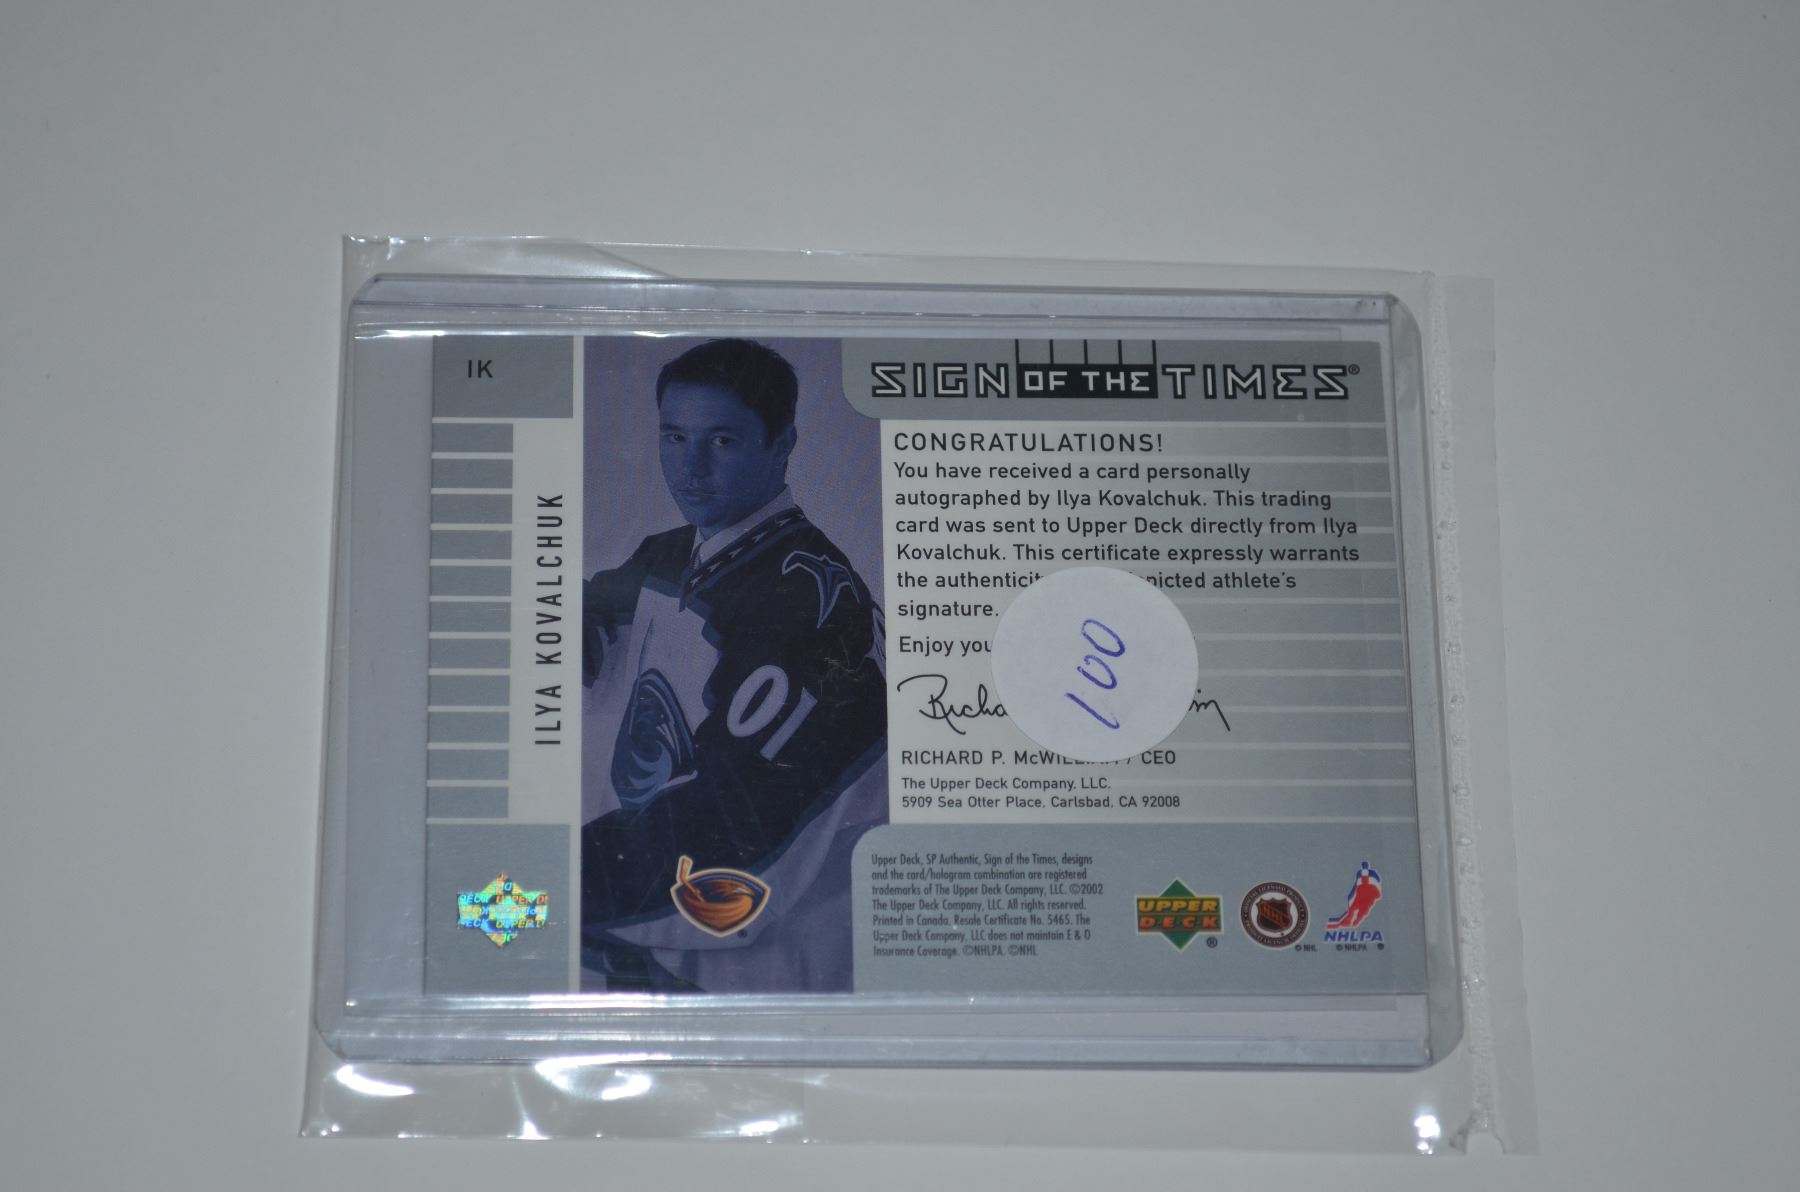 IK
ILYA KOVALCHUK
01
SIGN OF THE TIMES®
CONGRATULATIONS!
You have received a card personally
autographed by Ilya Kovalchuk. This trading
card was sent to Upper Deck directly from Ilya
Kovalchuk. This certificate expressly warrants
the athlete's
signature.
Enjoy
100
RICHARD P. / CEO
The Upper Deck Company, LLC.
5909 Sea Otter Place, Carlsbad, CA 92008
Upper Deck, SP Authentic, Sign of the Times, designs
and the card/hologram combination are registered
trademarks of The Upper Deck Company, LLC. ©2002
The Upper Deck Company, LLC. All rights reserved.
Printed in Canada. Resale Certificate No. 5465. The
Upper Deck Company, LLC does not maintain E & O
Insurance Coverage. ©NHLPA. ©NHL
UPPER
DECK
®
NHL
© NHL
NHLPA
© NHLPA ®